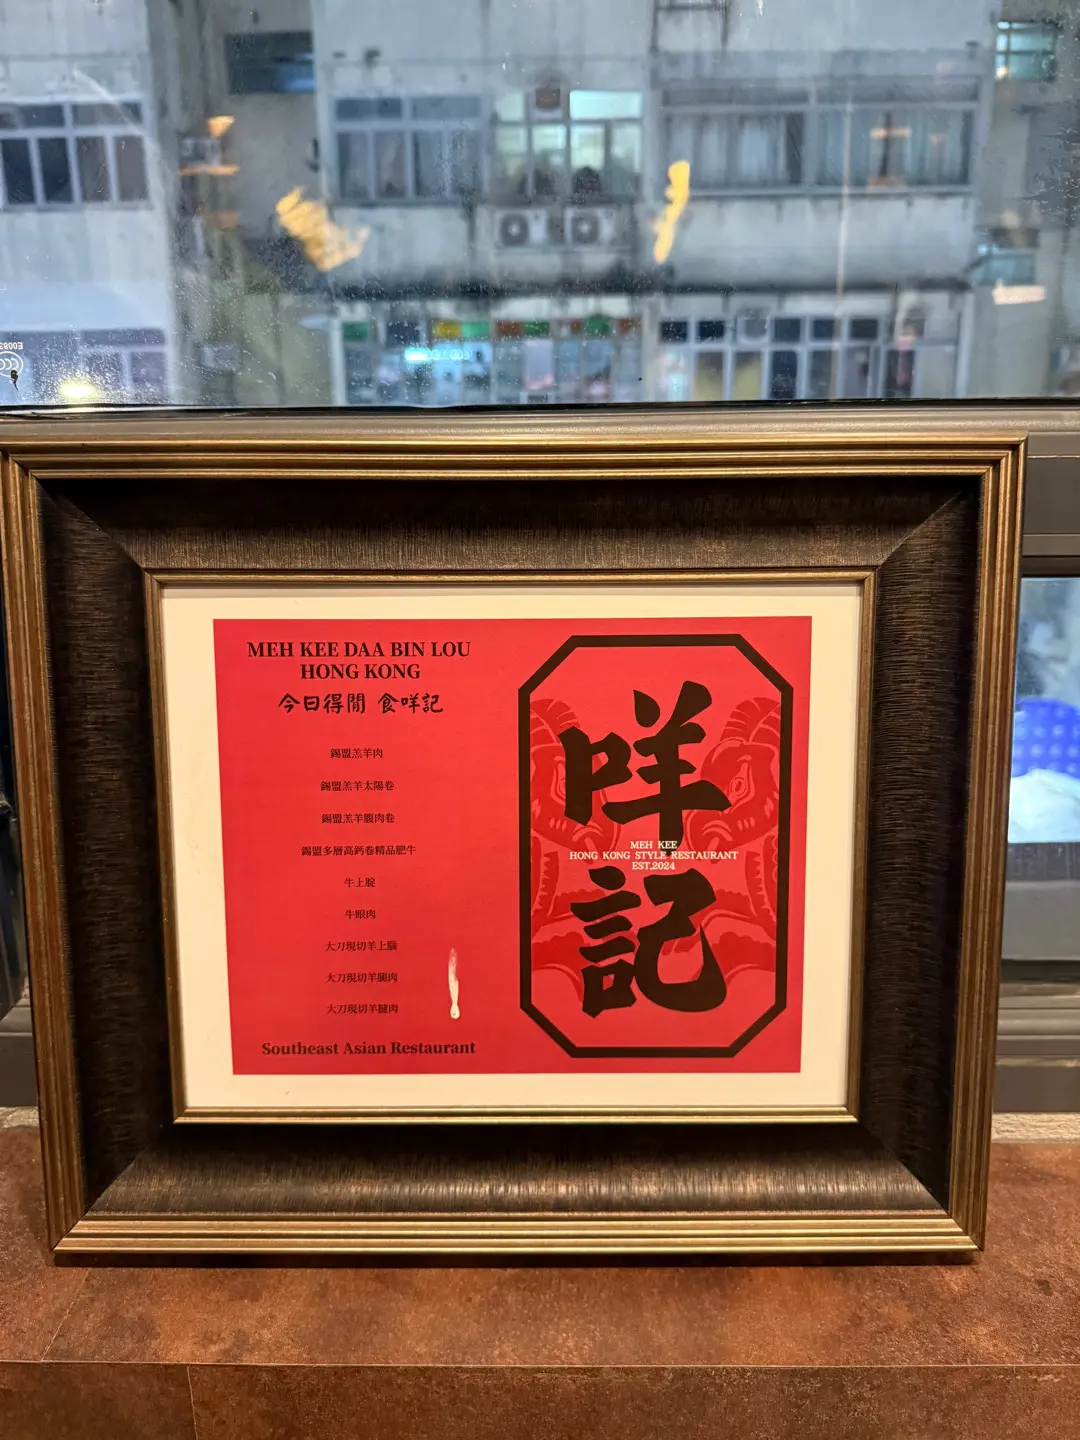 MEH KEE DAA BIN LOU
HONG KONG
今日得閒 食咩記
錫盟羔羊肉
錫盟羔羊太陽卷
錫盟羔羊腹肉卷
錫盟多層高鈣卷精品肥牛
牛上腚
牛眼肉
大刀現切羊上腦
大刀現切羊腿肉
大刀現切羊腱肉
Southeast Asian Restaurant
咩記
MEH KEE
HONG KONG STYLE RESTAURANT
EST.2024